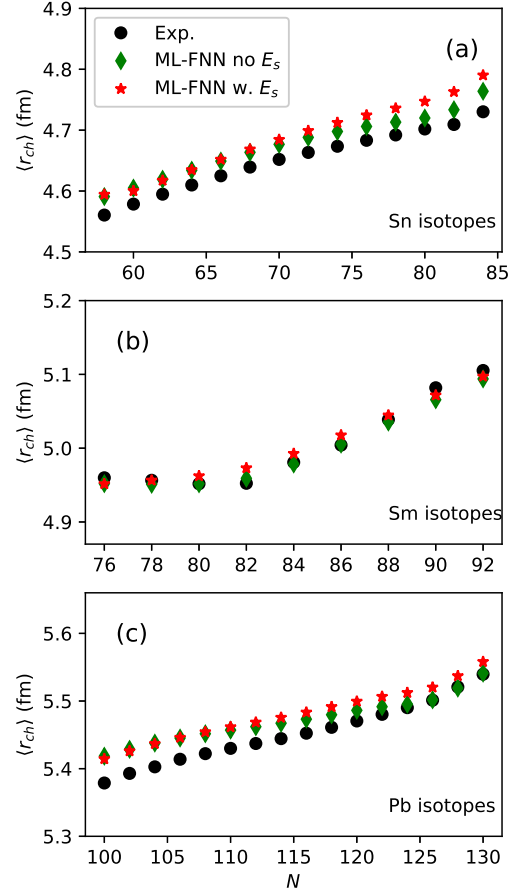 4.9
4.8
4.7
4.6
4.5
⟨r_ch⟩ (fm)
Exp.
ML-FNN no E_s
ML-FNN w. E_s
(a)
Sn isotopes
60 65 70 75 80 85
5.2
5.1
5.0
4.9
⟨r_ch⟩ (fm)
(b)
Sm isotopes
76 78 80 82 84 86 88 90 92
5.6
5.5
5.4
5.3
⟨r_ch⟩ (fm)
(c)
Pb isotopes
100 105 110 115 120 125 130
N